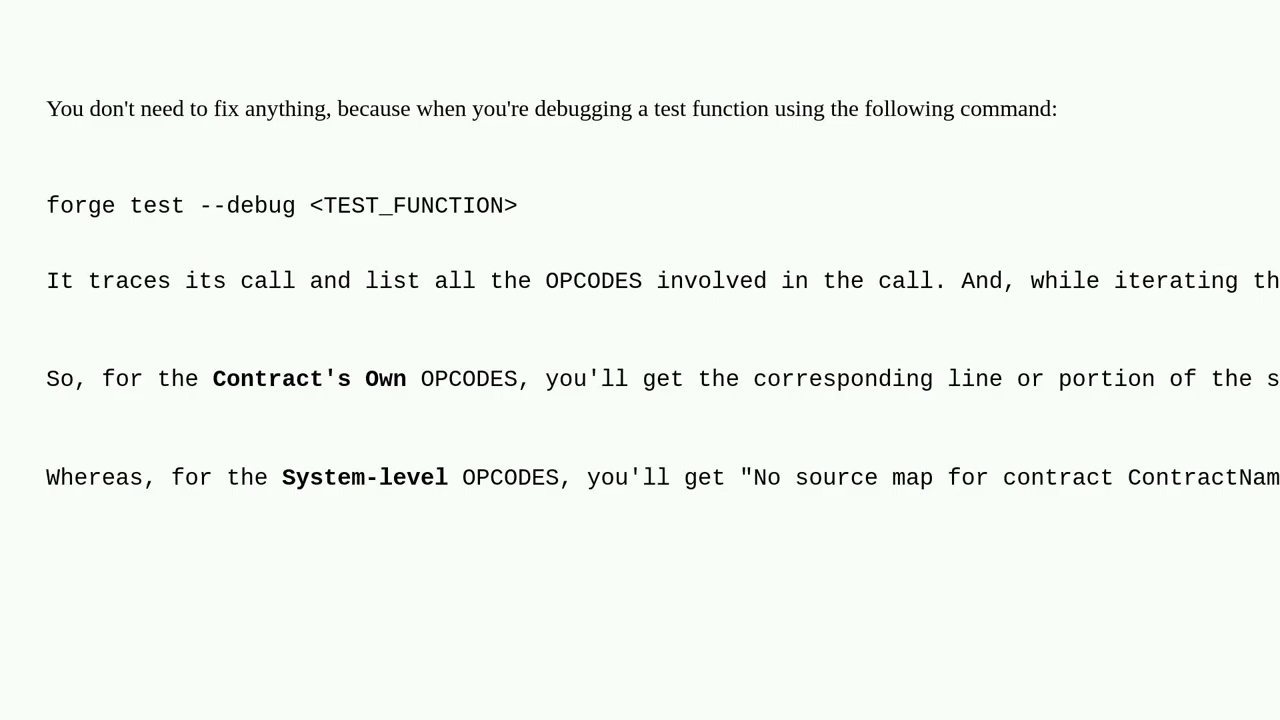 You don't need to fix anything, because when you're debugging a test function using the following command:
forge test --debug <TEST_FUNCTION>
It traces its call and list all the OPCODES involved in the call. And, while iterating
So, for the Contract's Own OPCODES, you'll get the corresponding line or portion of the
Whereas, for the System-level OPCODES, you'll get "No source map for contract